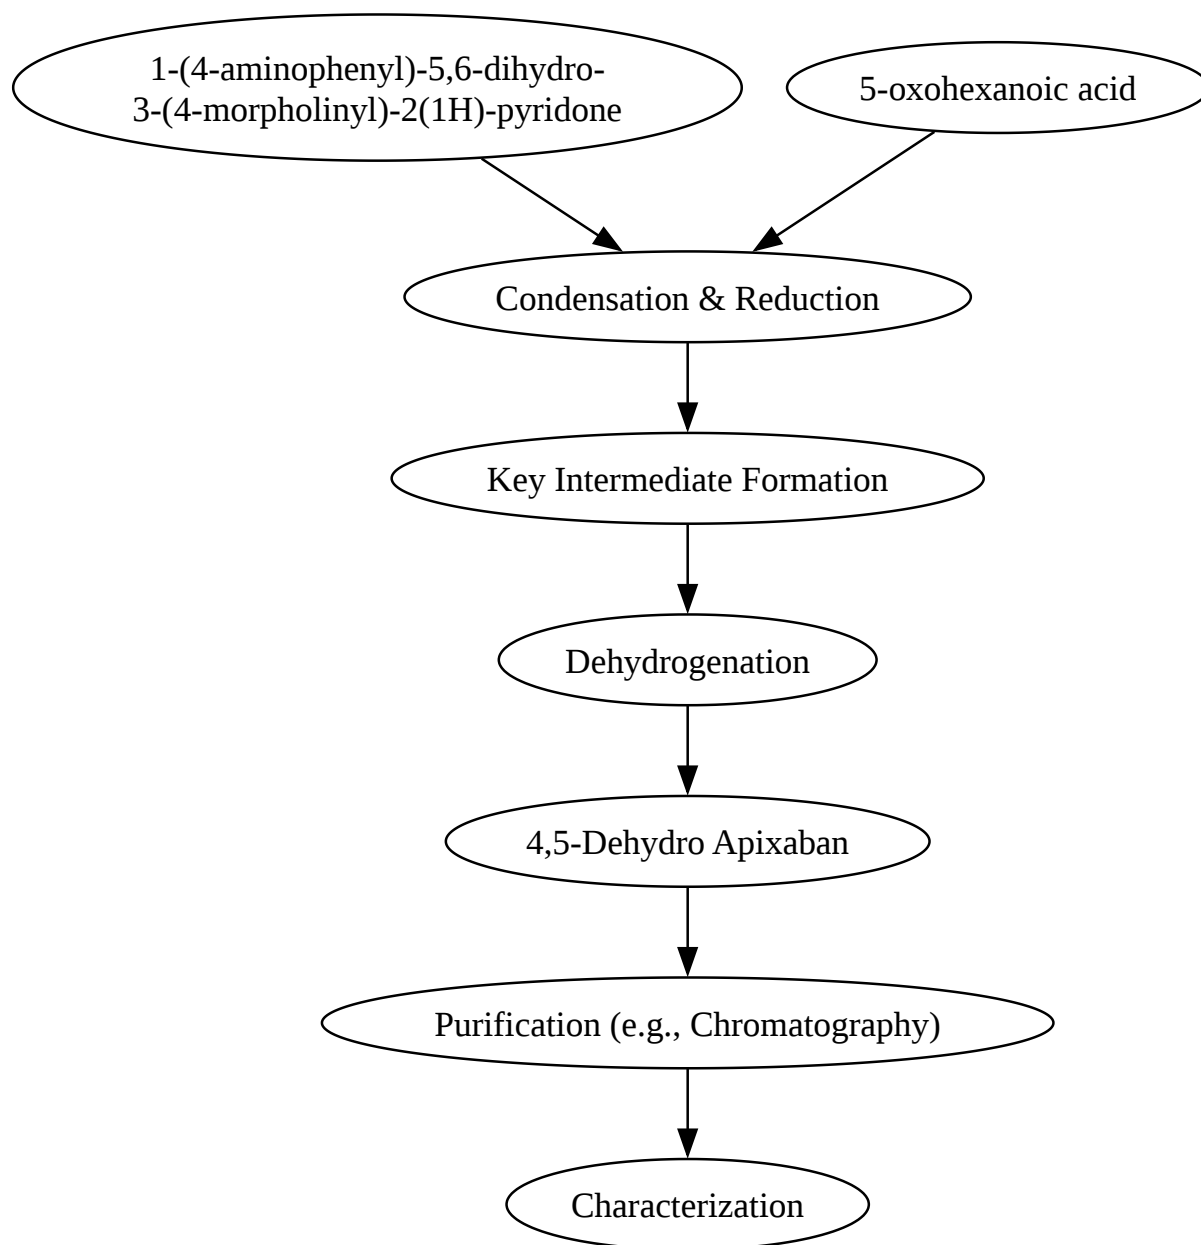 1-(4-aminophenyl)-5,6-dihydro-
3-(4-morpholinyl)-2(1H)-pyridone
5-oxohexanoic acid
Condensation & Reduction
Key Intermediate Formation
Dehydrogenation
4,5-Dehydro Apixaban
Purification (e.g., Chromatography)
Characterization